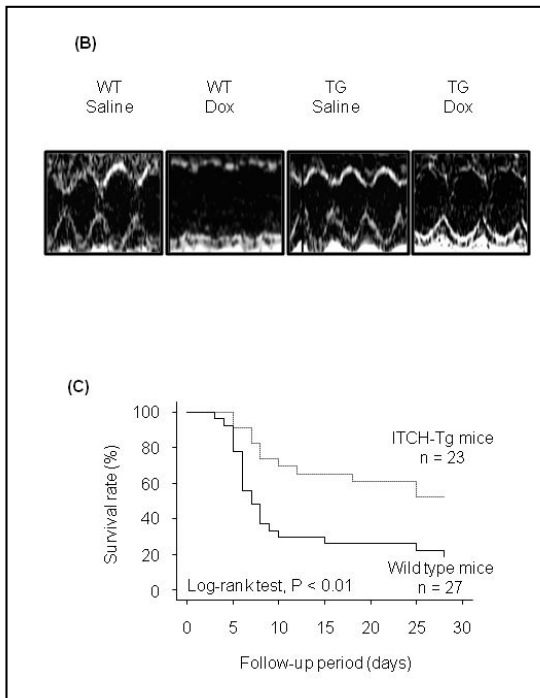 (B)
WT WT TG TG
Saline Dox Saline Dox
(C)
100
80
60
40
20
0
Survival rate (%)
ITCH-Tg mice
n = 23
Wild type mice
n = 27
Log-rank test, P < 0.01
0 5 10 15 20 25 30
Follow-up period (days)